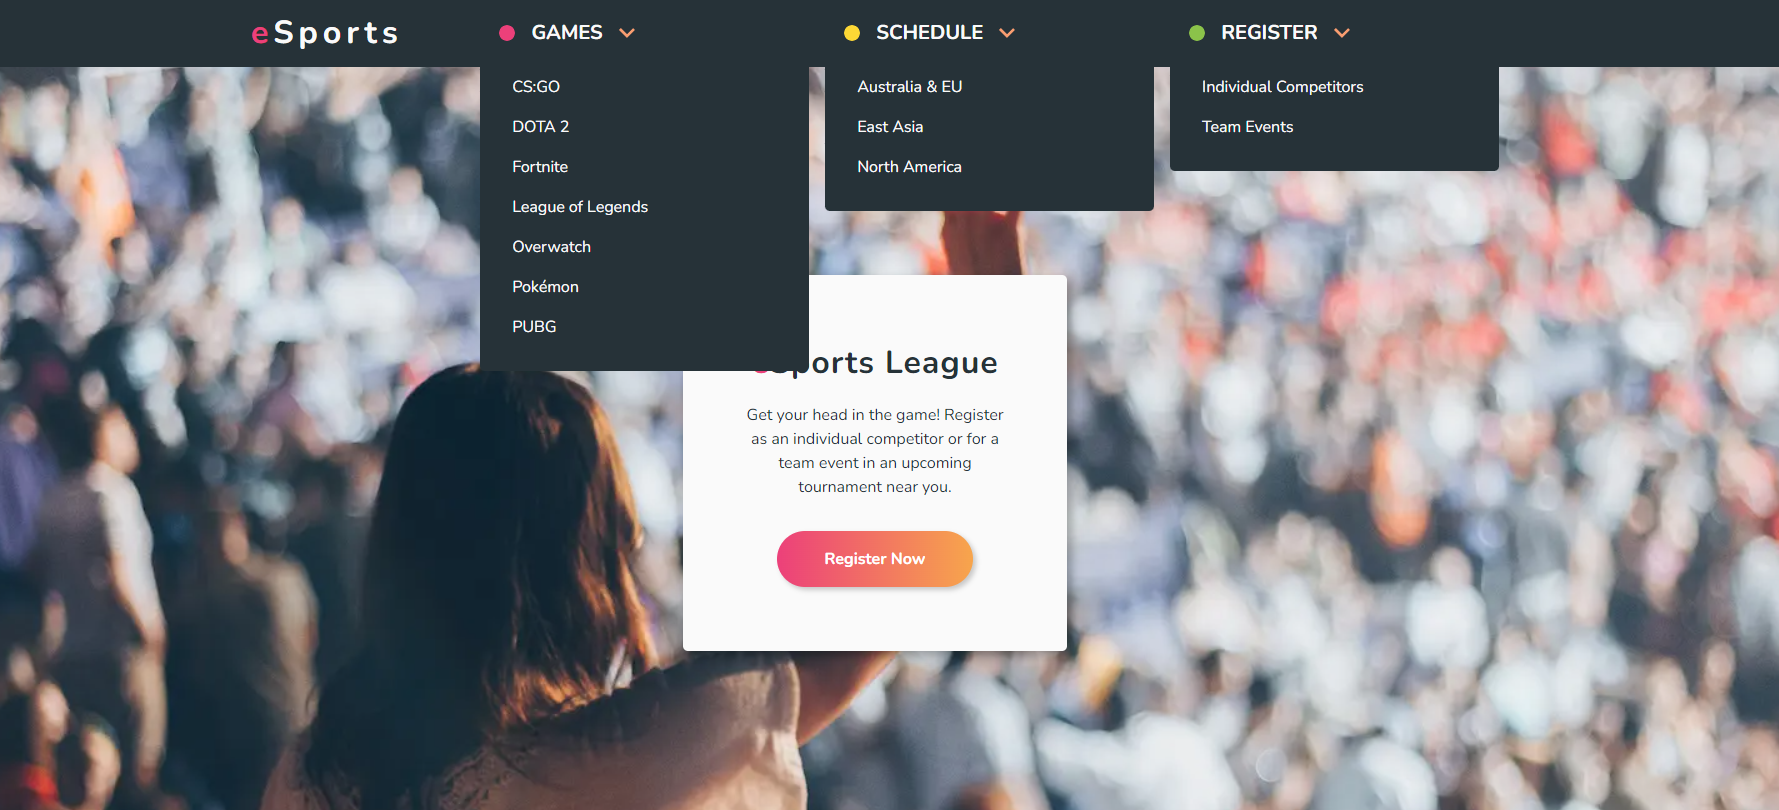 eSports
GAMES
CS:GO
DOTA 2
Fortnite
League of Legends
Overwatch
Pokémon
PUBG
SCHEDULE
Australia & EU
East Asia
North America
REGISTER
Individual Competitors
Team Events
eSports League
Get your head in the game! Register
as an individual competitor or for a
team event in an upcoming
tournament near you.
Register Now